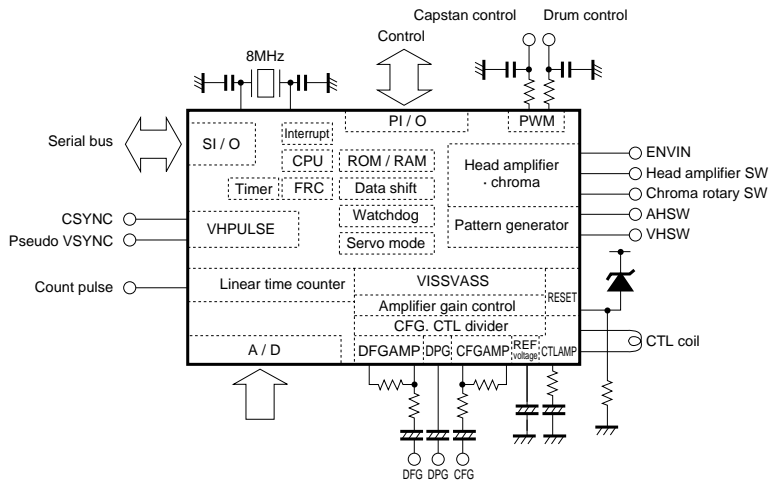 Capstan control
Drum control
Control
8MHz
PI / O
PWM
Serial bus
SI / O
Interrupt
CPU
ROM / RAM
Head amplifier
· chroma
ENVIN
Head amplifier SW
Chroma rotary SW
Timer
FRC
Data shift
CSYNC
VHPULSE
Watchdog
Pattern generator
AHSW
Pseudo VSYNC
Servo mode
VHSW
Count pulse
Linear time counter
VISSVASS
RESET
Amplifier gain control
CFG. CTL divider
CTL coil
A / D
DFGAMP
DPG
CFGAMP
REF
voltage
CTLAMP
DFG
DPG
CFG